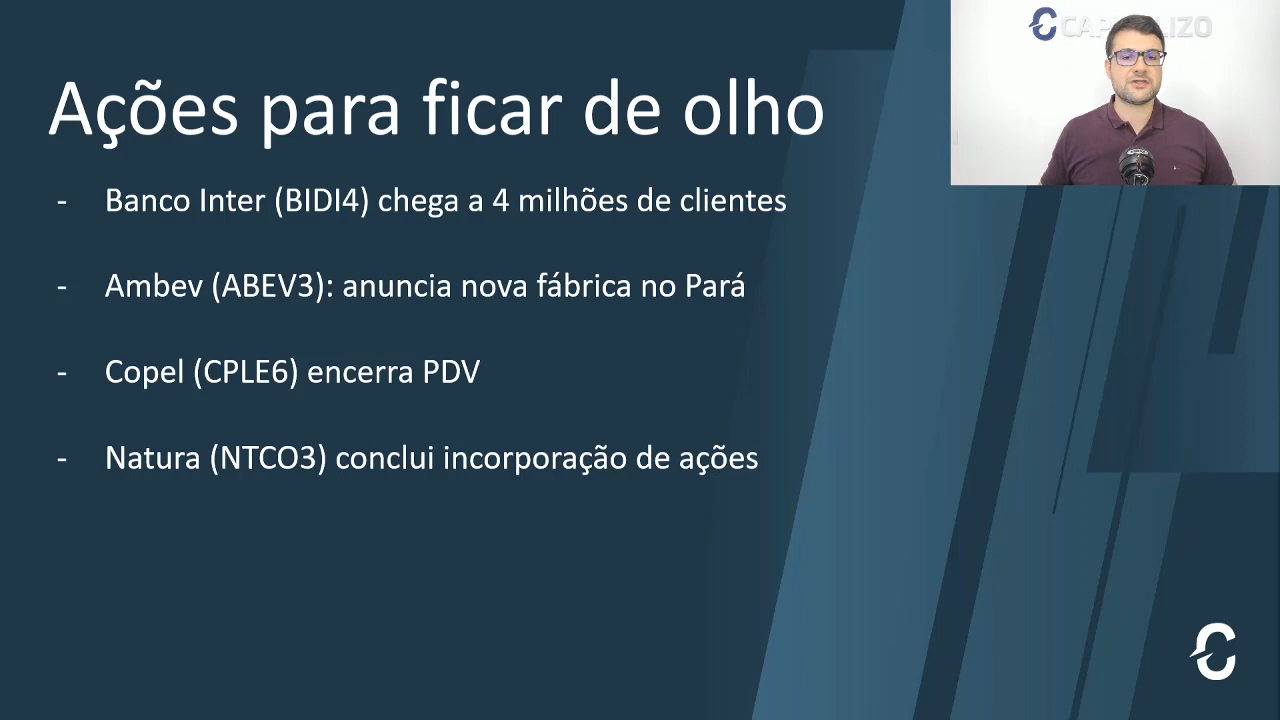 CAPITALIZO
Ações para ficar de olho
- Banco Inter (BIDI4) chega a 4 milhões de clientes
- Ambev (ABEV3): anuncia nova fábrica no Pará
- Copel (CPLE6) encerra PDV
- Natura (NTCO3) conclui incorporação de ações